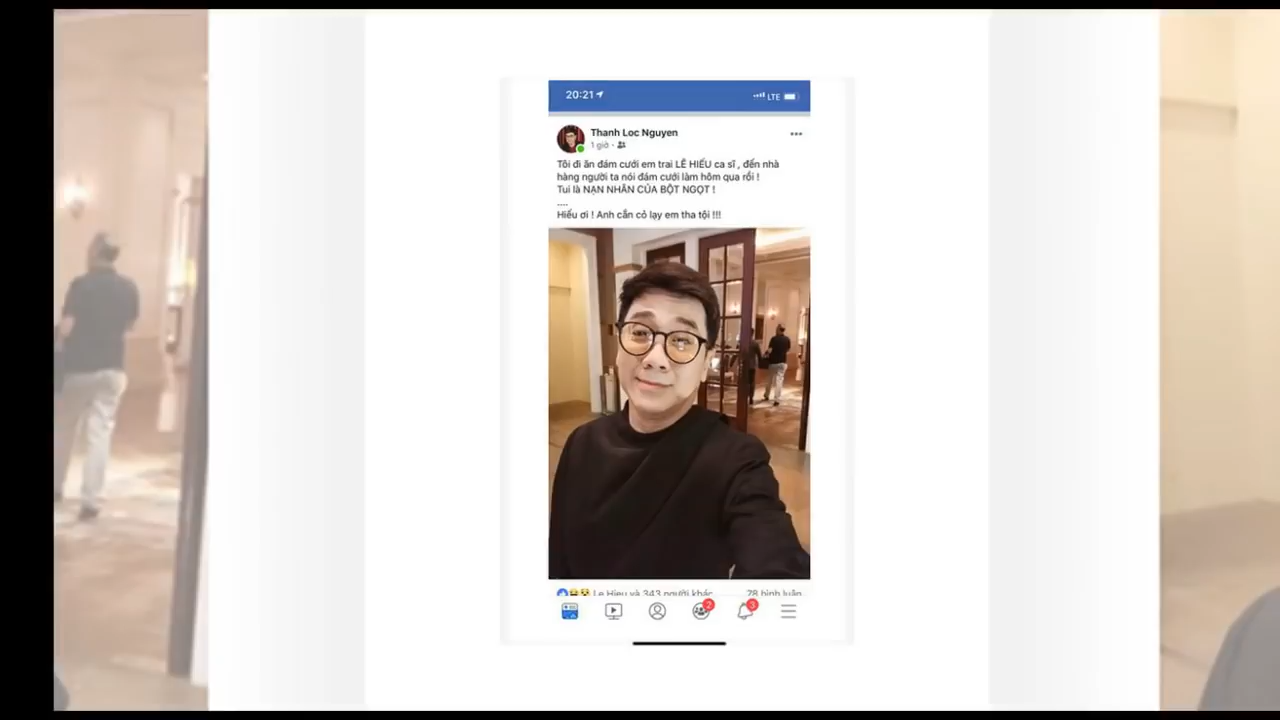 20:21
LTE
Thanh Loc Nguyen
1 giờ
Tôi đi ăn đám cưới em trai LÊ HIẾU ca sĩ , đến nhà
hàng người ta nói đám cưới làm hôm qua rồi !
Tui là NẠN NHÂN CỦA BỘT NGỌT !
....
Hiếu ơi ! Anh cắn cỏ lạy em tha tội !!!
Le Hieu và 343 người khác
78 bình luận
2
3